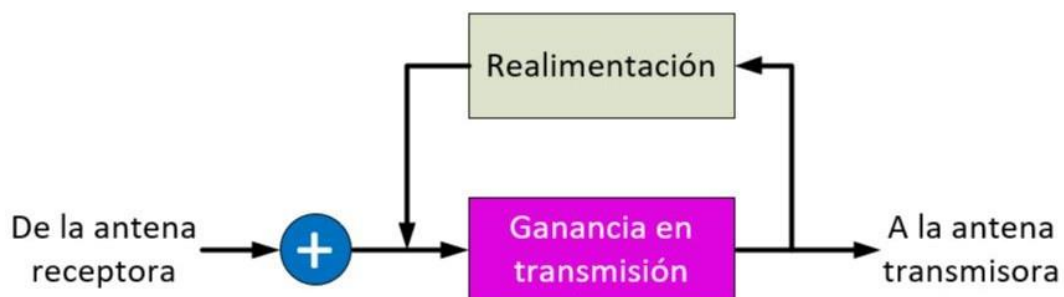 Realimentación
De la antena
receptora
+
Ganancia en
transmisión
A la antena
transmisora